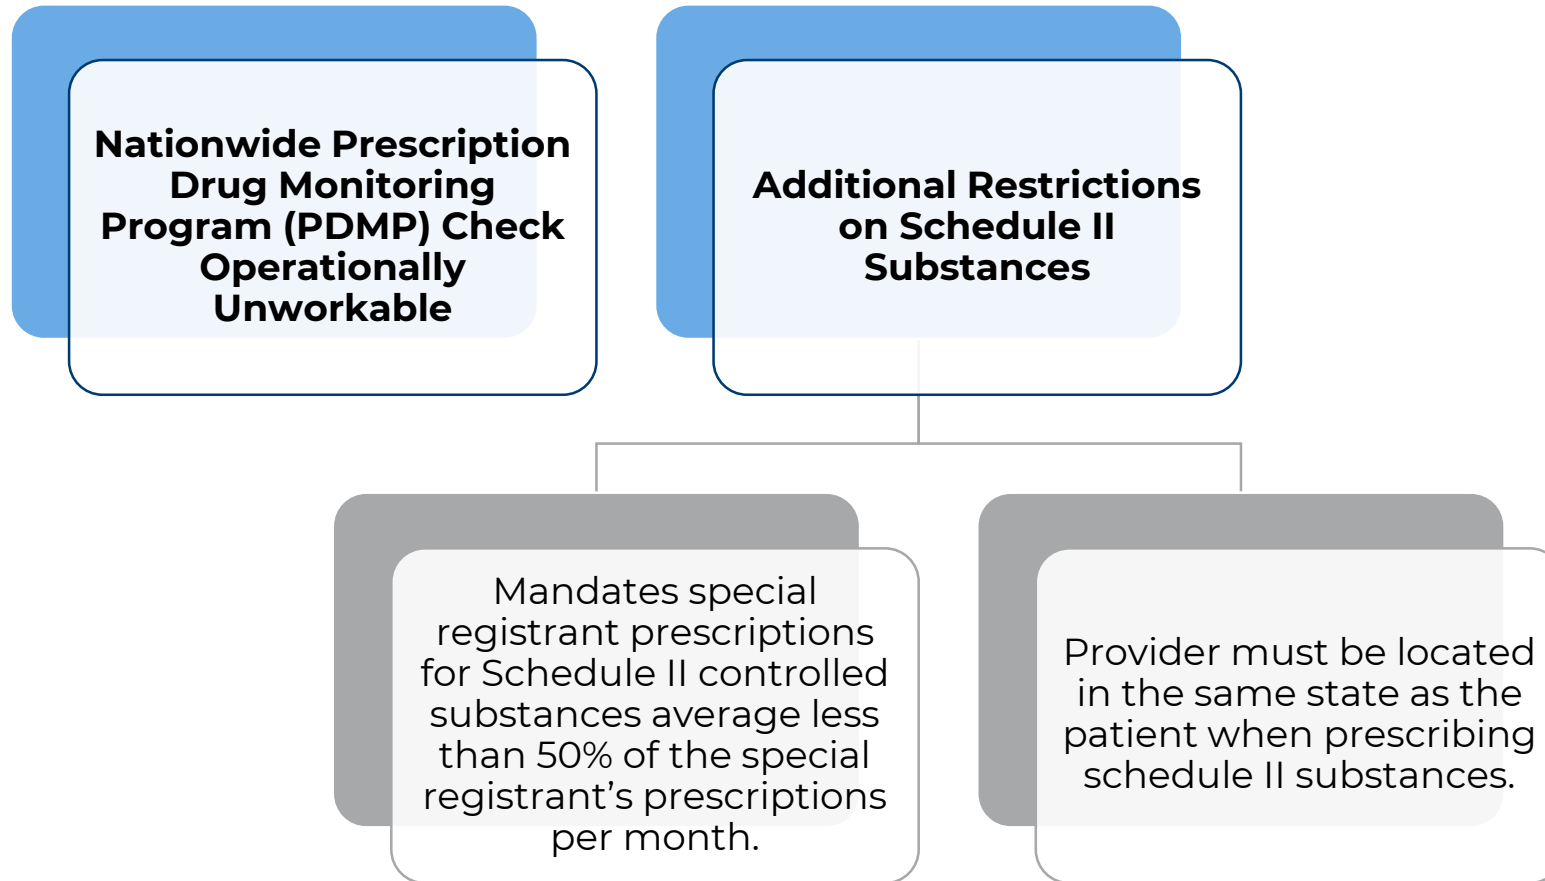 Nationwide Prescription
Drug Monitoring
Program (PDMP) Check
Operationally
Unworkable
Additional Restrictions
on Schedule II
Substances
Mandates special
registrant prescriptions
for Schedule II controlled
substances average less
than 50% of the special
registrant’s prescriptions
per month.
Provider must be located
in the same state as the
patient when prescribing
schedule II substances.